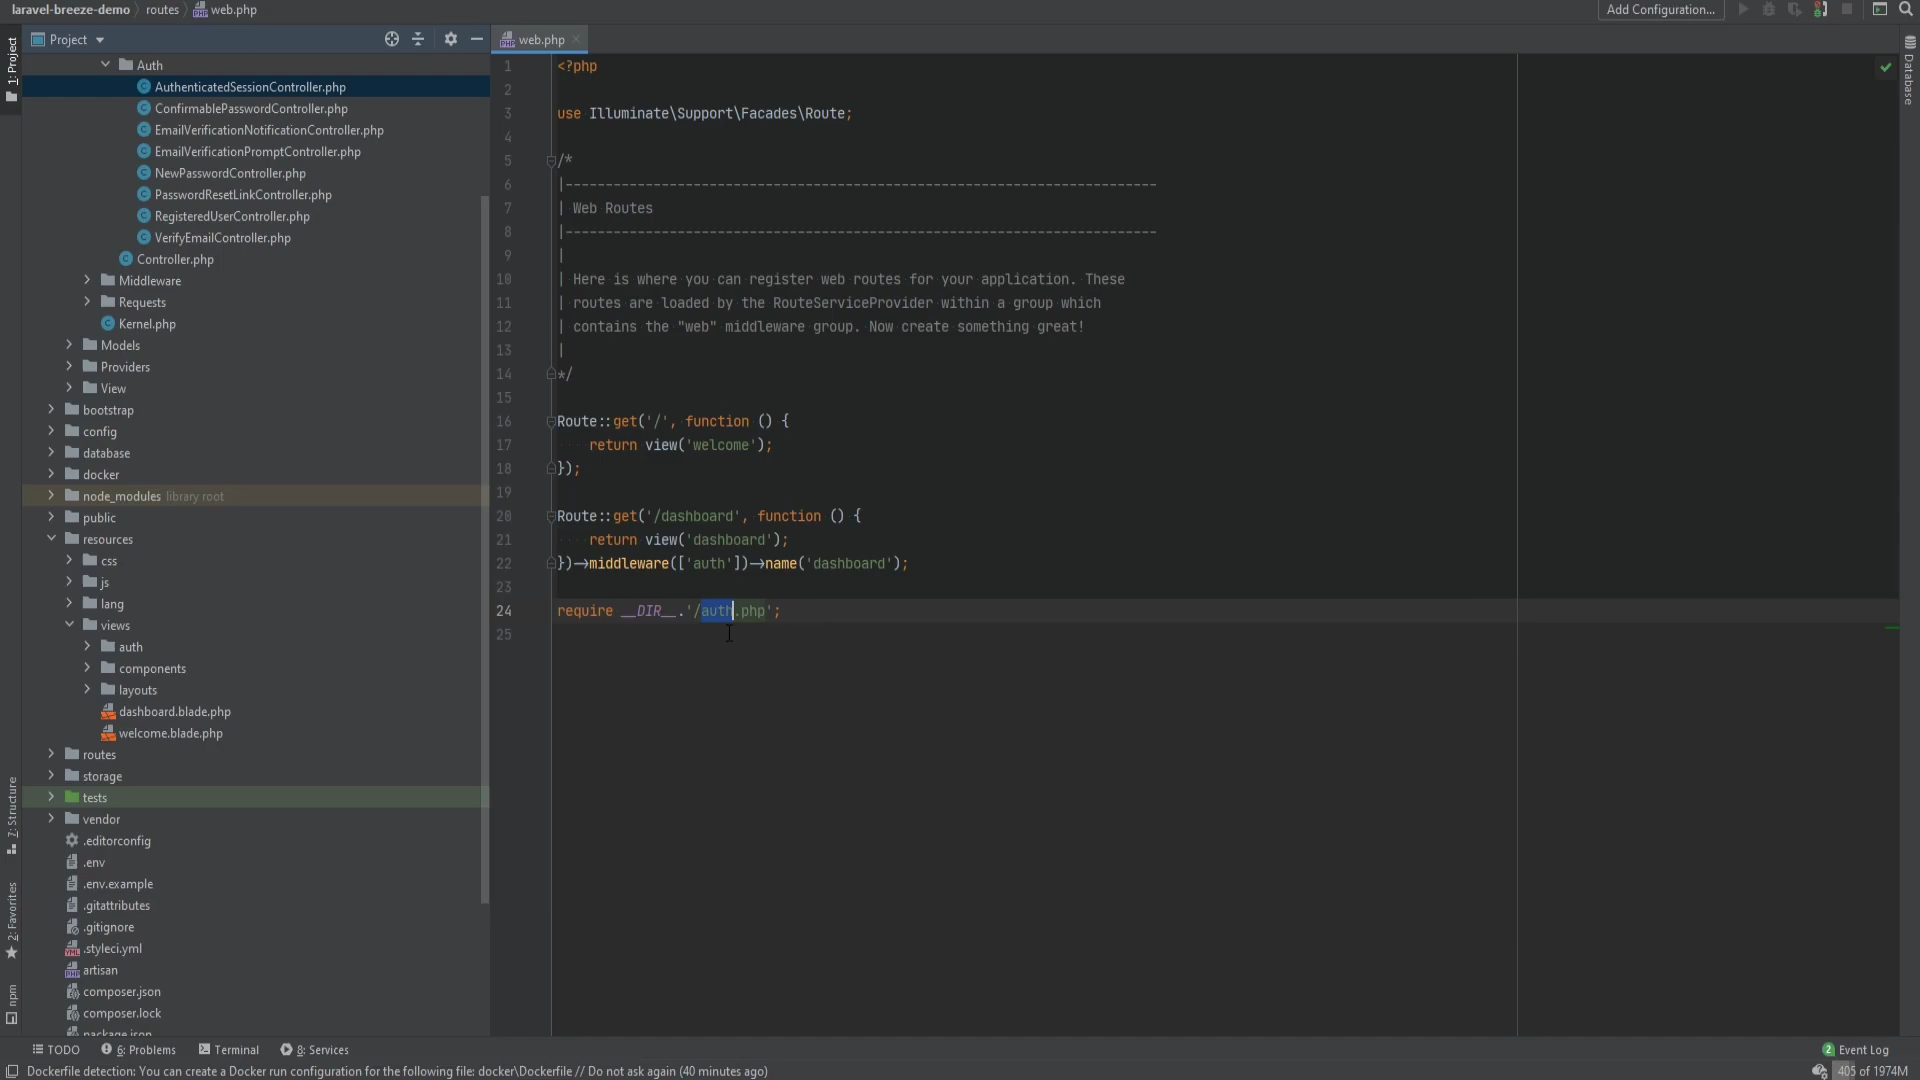 laravel-breeze-demo routes web.php
Add Configuration...
Project
web.php
1: Project
Auth
AuthenticatedSessionController.php
ConfirmablePasswordController.php
EmailVerificationNotificationController.php
EmailVerificationPromptController.php
NewPasswordController.php
PasswordResetLinkController.php
RegisteredUserController.php
VerifyEmailController.php
Controller.php
Middleware
Requests
Kernel.php
Models
Providers
View
bootstrap
config
database
docker
node_modules library root
public
resources
css
js
lang
views
auth
components
layouts
dashboard.blade.php
welcome.blade.php
routes
storage
tests
vendor
.editorconfig
.env
.env.example
.gitattributes
.gitignore
.styleci.yml
artisan
composer.json
composer.lock
package.json
7: Structure
2: Favorites
npm
1 <?php
2
3 use Illuminate\Support\Facades\Route;
4
5 /*
6 |--------------------------------------------------------------------------
7 | Web Routes
8 |--------------------------------------------------------------------------
9 |
10 | Here is where you can register web routes for your application. These
11 | routes are loaded by the RouteServiceProvider within a group which
12 | contains the "web" middleware group. Now create something great!
13 |
14 */
15
16 Route::get('/', function () {
17 return view('welcome');
18 });
19
20 Route::get('/dashboard', function () {
21 return view('dashboard');
22 })->middleware(['auth'])->name('dashboard');
23
24 require __DIR__.'/auth.php';
25
Database
TODO 6: Problems Terminal 8: Services
2 Event Log
Dockerfile detection: You can create a Docker run configuration for the following file: docker\Dockerfile // Do not ask again (40 minutes ago)
405 of 1974M